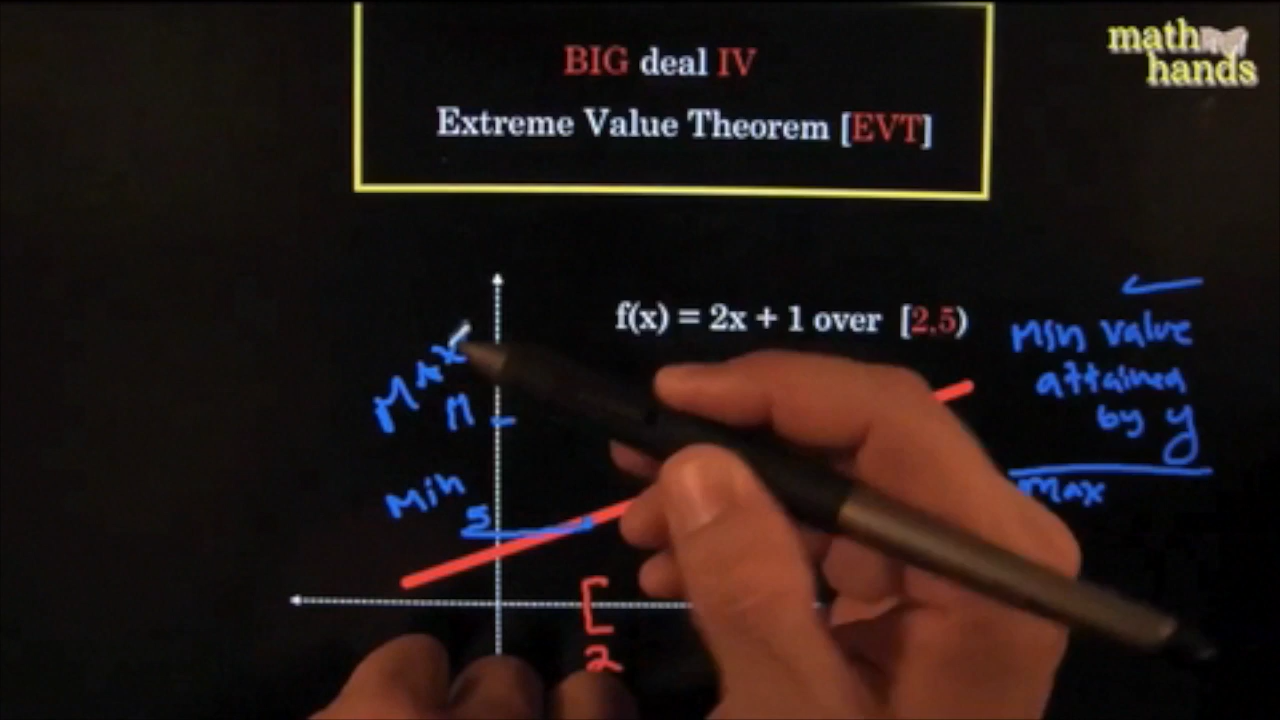 math
hands
BIG deal IV
Extreme Value Theorem [EVT]
f(x) = 2x + 1 over [2,5)
Max
11
Min
5
[
2
Min value
attained
by y
Max